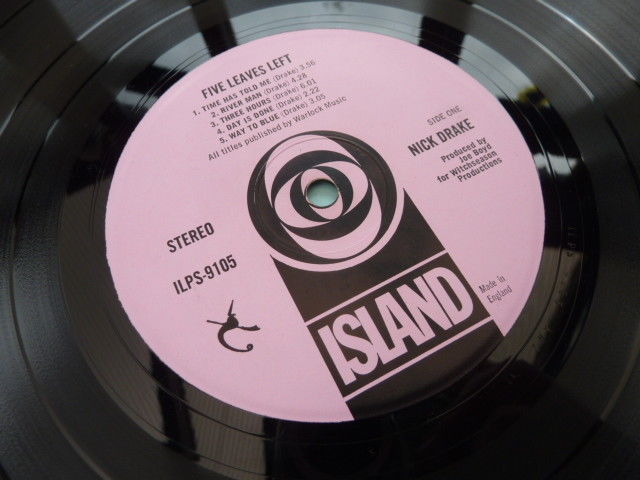 FIVE LEAVES LEFT
1. TIME HAS TOLD ME (Drake) 3.56
2. RIVER MAN (Drake) 4.28
3. THREE HOURS (Drake) 6.01
4. DAY IS DONE (Drake) 2.22
5. WAY TO BLUE (Drake) 3.05
All titles published by Warlock Music
SIDE ONE
NICK DRAKE
Produced by
Joe Boyd
for Witchseason
Productions
STEREO
ILPS-9105
Made in
England
ISLAND
ILPS